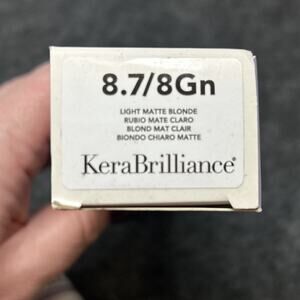 8.7/8Gn
LIGHT MATTE BLONDE
RUBIO MATE CLARO
BLOND MAT CLAIR
BIONDO CHIARO MATTE
KeraBrilliance®